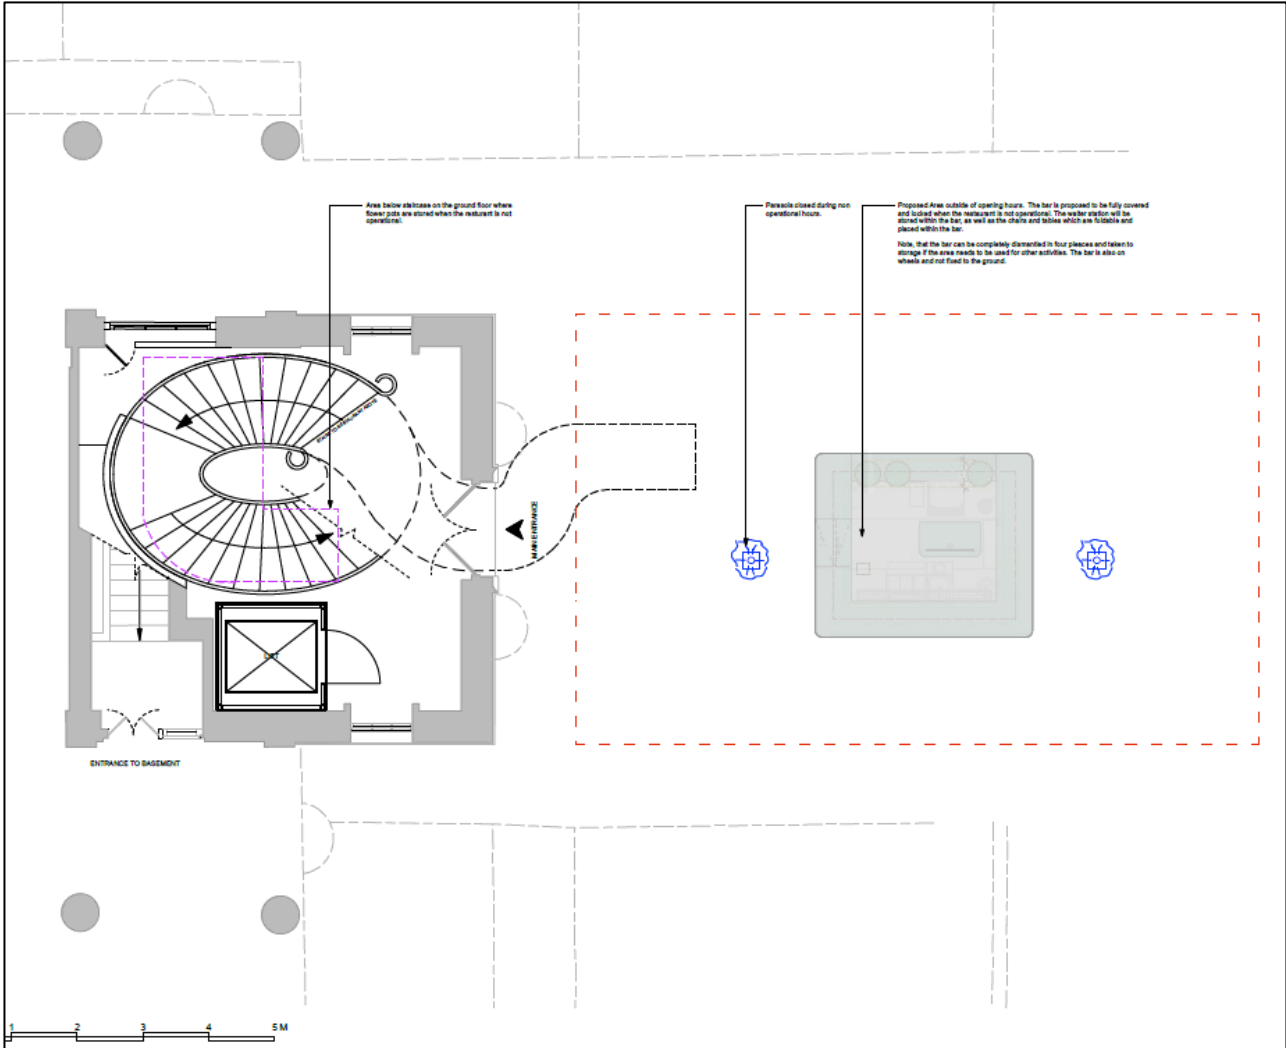 Area below staircase on the ground floor where
flower pots are stored when the resturant is not
operational.
Parasols closed during non
operational hours.
Proposed Area outside of opening hours. The bar is proposed to be fully covered
and locked when the restaurant is not operational. The waiter station will be
stored within the bar, as well as the chairs and tables which are foldable and
placed within the bar.
Note, that the bar can be completely dismantled in four pieaces and taken to
storage if the area needs to be used for other activities. The bar is also on
wheels and not fixed to the ground.
MAIN ENTRANCE
LIFT
ENTRANCE TO BASEMENT
1 2 3 4 5 M